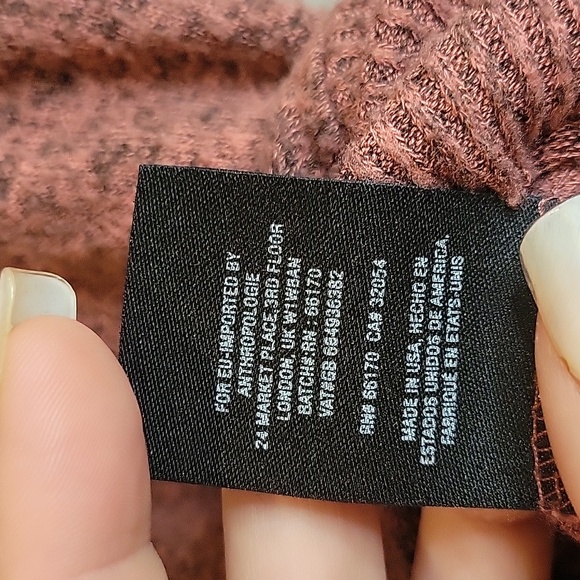 FOR EU-IMPORTED BY
ANTHROPOLOGIE
24 MARKET PLACE, 3RD FLOOR
LONDON, UK W1W8AN
BATCH-RN : 66170
VAT#GB 664936382
RN# 66170 CA# 32054
MADE IN USA, HECHO EN
ESTADOS UNIDOS DE AMERICA,
FABRIQUE EN ETATS-UNIS